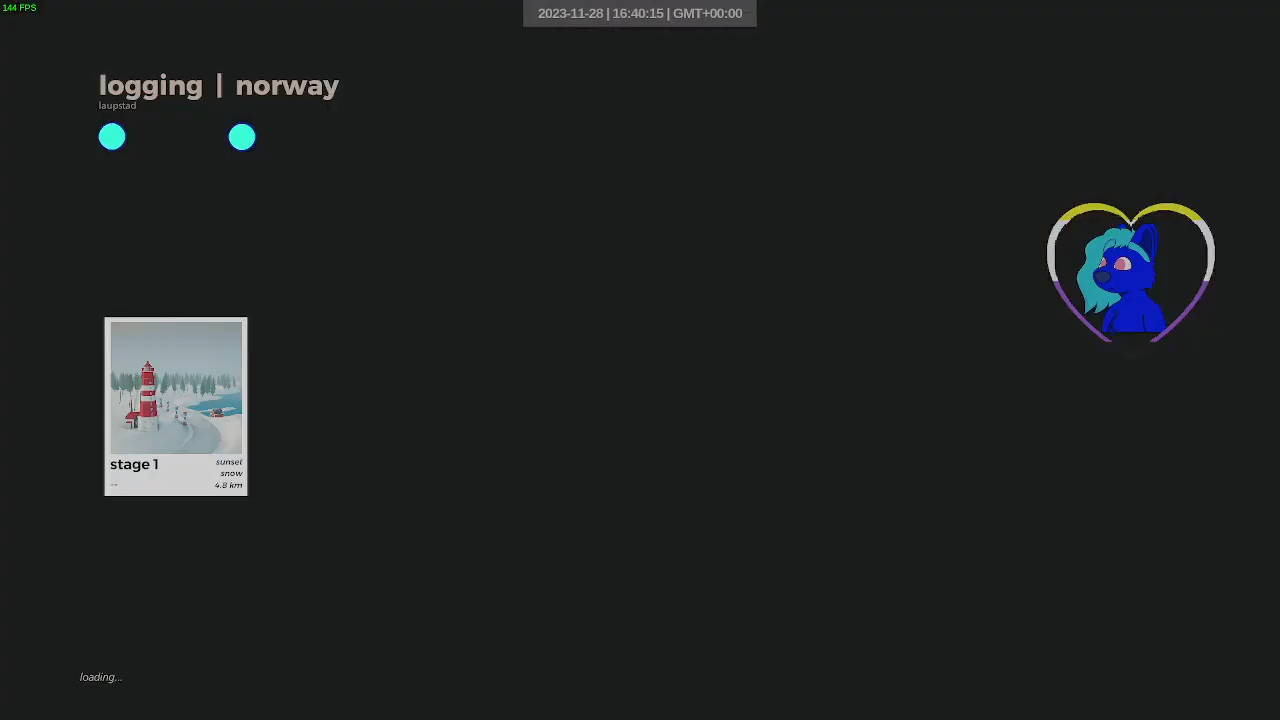 144 FPS
2023-11-28 | 16:40:15 | GMT+00:00
logging | norway
laupstad
stage 1
sunset
snow
--
4.8 km
loading...